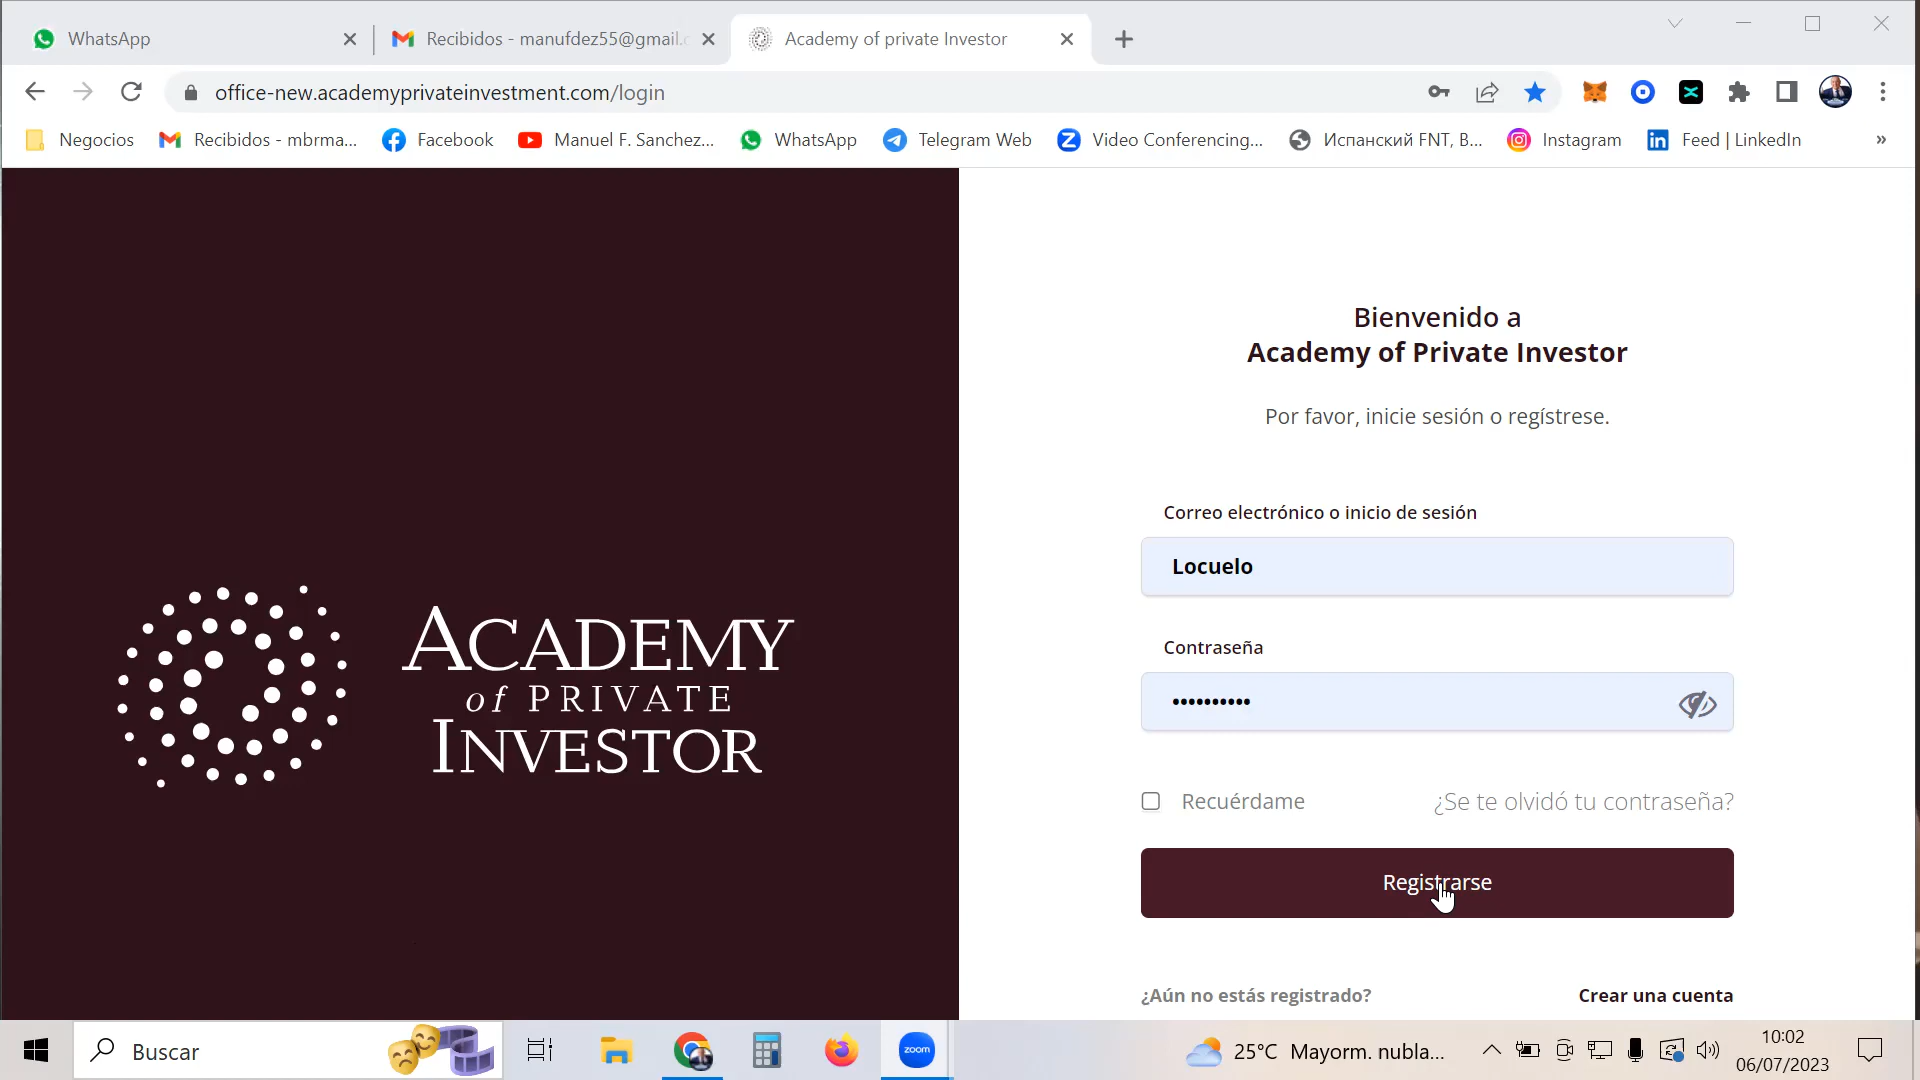 WhatsApp
Recibidos - manufdez55@gmail.c
Academy of private Investor
office-new.academyprivateinvestment.com/login
Negocios
Recibidos - mbrma...
Facebook
Manuel F. Sanchez...
WhatsApp
Telegram Web
Video Conferencing...
Испанский FNT, B...
Instagram
Feed | LinkedIn
»
ACADEMY
of PRIVATE
INVESTOR
Bienvenido a
Academy of Private Investor
Por favor, inicie sesión o regístrese.
Correo electrónico o inicio de sesión
Locuelo
Contraseña
••••••••••
Recuérdame
¿Se te olvidó tu contraseña?
Registrarse
¿Aún no estás registrado?
Crear una cuenta
Buscar
zoom
25°C Mayorm. nubla...
10:02
06/07/2023